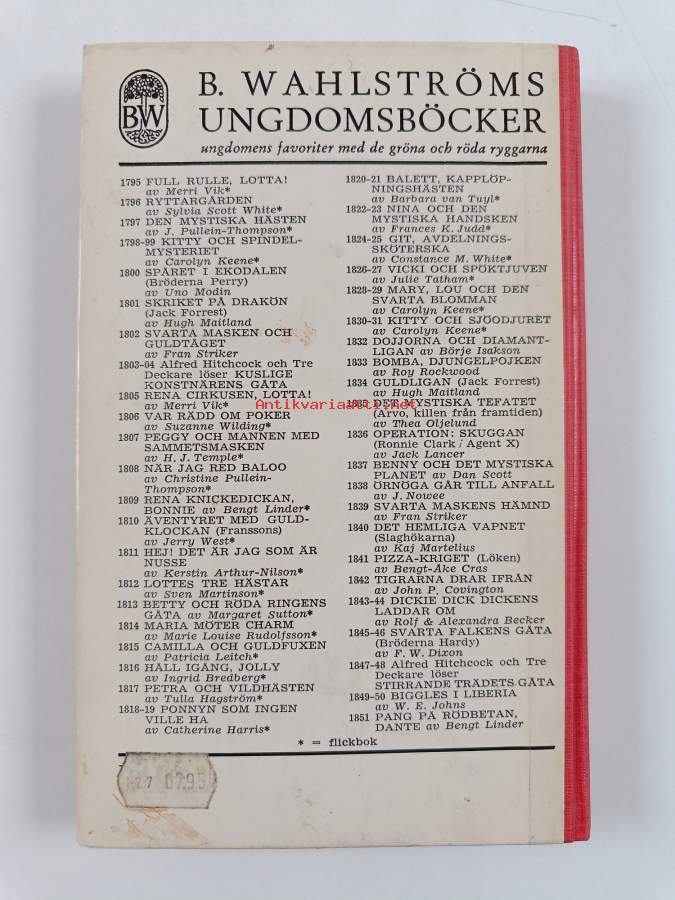 BW
B. WAHLSTRÖMS
UNGDOMSBÖCKER
ungdomens favoriter med de gröna och röda ryggarna
1795 FULL RULLE, LOTTA!
av Merri Vik*
1796 RYTTARGÅRDEN
av Sylvia Scott White*
1797 DEN MYSTISKA HÄSTEN
av J. Pullein-Thompson*
1798-99 KITTY OCH SPINDEL-
MYSTERIET
av Carolyn Keene*
1800 SPÅRET I EKODALEN
(Bröderna Perry)
av Uno Modin
1801 SKRIKET PÅ DRAKÖN
(Jack Forrest)
av Hugh Maitland
1802 SVARTA MASKEN OCH
GULDTÅGET
av Fran Striker
1803-04 Alfred Hitchcock och Tre
Deckare löser KUSLIGE
KONSTNÄRENS GÅTA
1805 RENA CIRKUSEN, LOTTA!
av Merri Vik*
1806 VAR RÄDD OM POKER
av Suzanne Wilding*
1807 PEGGY OCH MANNEN MED
SAMMETSMASKEN
av H. J. Temple*
1808 NÄR JAG RED BALOO
av Christine Pullein-
Thompson*
1809 RENA KNICKEDICKAN,
BONNIE av Bengt Linder*
1810 ÄVENTYRET MED GULD-
KLOCKAN (Franssons)
av Jerry West*
1811 HEJ! DET ÄR JAG SOM ÄR
NUSSE
av Kerstin Arthur-Nilson*
1812 LOTTES TRE HÄSTAR
av Sven Martinson*
1813 BETTY OCH RÖDA RINGENS
GÅTA av Margaret Sutton*
1814 MARIA MÖTER CHARM
av Marie Louise Rudolfsson*
1815 CAMILLA OCH GULDFUXEN
av Patricia Leitch*
1816 HÅLL IGÅNG, JOLLY
av Ingrid Bredberg*
1817 PETRA OCH VILDHÄSTEN
av Tulla Hagström*
1818-19 PONNYN SOM INGEN
VILLE HA
av Catherine Harris*
1820-21 BALETT, KAPPLÖP-
NINGSHÄSTEN
av Barbara van Tuyl*
1822-23 NINA OCH DEN
MYSTISKA HANDSKEN
av Frances K. Judd*
1824-25 GIT, AVDELNINGS-
SKÖTERSKA
av Constance M. White*
1826-27 VICKI OCH SPÖKTJUVEN
av Julie Tatham*
1828-29 MARY, LOU OCH DEN
SVARTA BLOMMAN
av Carolyn Keene*
1830-31 KITTY OCH SJÖODJURET
av Carolyn Keene*
1832 DOJJORNA OCH DIAMANT-
LIGAN av Börje Isakson
1833 BOMBA, DJUNGELPOJKEN
av Roy Rockwood
1834 GULDLIGAN (Jack Forrest)
av Hugh Maitland
1835 DET MYSTISKA TEFATET
(Arvo, killen från framtiden)
av Thea Oljelund
1836 OPERATION: SKUGGAN
(Ronnie Clark / Agent X)
av Jack Lancer
1837 BENNY OCH DET MYSTISKA
PLANET av Dan Scott
1838 ÖRNÖGA GÅR TILL ANFALL
av J. Nowee
1839 SVARTA MASKENS HÄMND
av Fran Striker
1840 DET HEMLIGA VAPNET
(Slaghökarna)
av Kaj Martelius
1841 PIZZA-KRIGET (Löken)
av Bengt-Åke Cras
1842 TIGRARNA DRAR IFRÅN
av John P. Covington
1843-44 DICKIE DICK DICKENS
LADDAR OM
av Rolf & Alexandra Becker
1845-46 SVARTA FALKENS GÅTA
(Bröderna Hardy)
av F. W. Dixon
1847-48 Alfred Hitchcock och Tre
Deckare löser
STIRRANDE TRÄDETS GÅTA
1849-50 BIGGLES I LIBERIA
av W. E. Johns
1851 PANG PÅ RÖDBETAN,
DANTE av Bengt Linder
* = flickbok
Antikvariaatti.net
0795